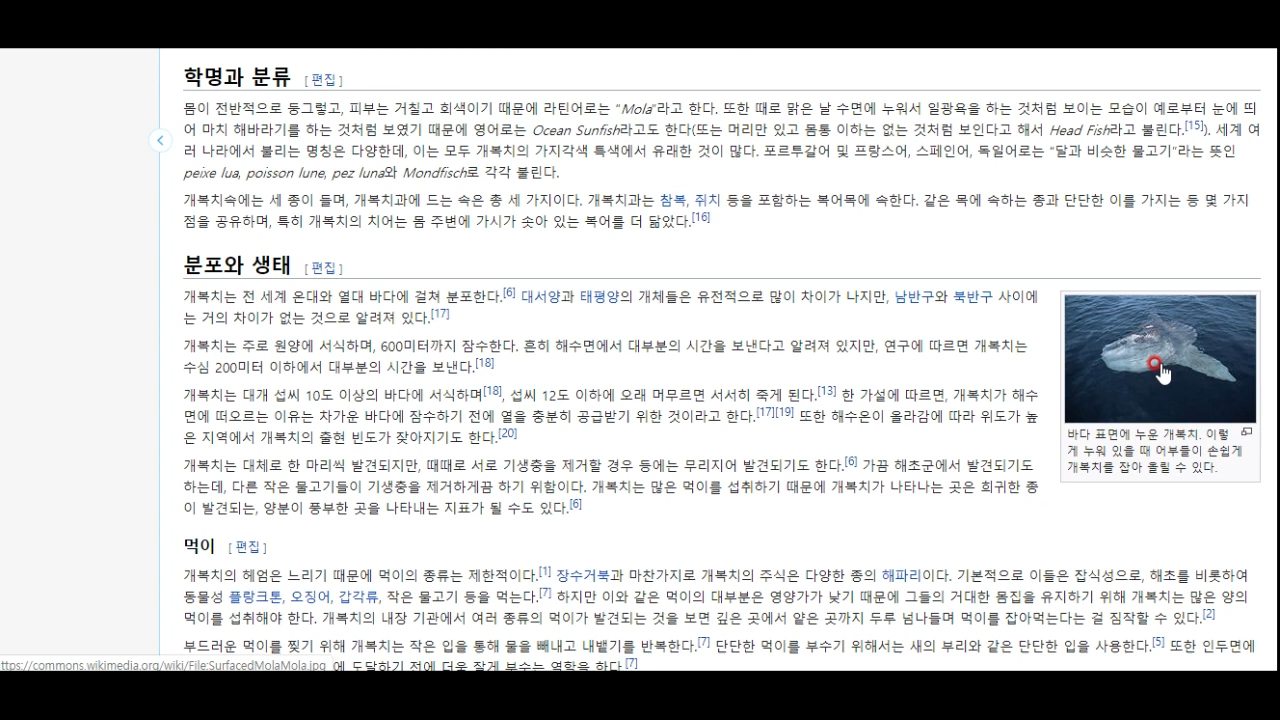 학명과 분류 [ 편집 ]
몸이 전반적으로 둥그렇고, 피부는 거칠고 회색이기 때문에 라틴어로는 "Mola"라고 한다. 또한 때로 맑은 날 수면에 누워서 일광욕을 하는 것처럼 보이는 모습이 예로부터 눈에 띄
어 마치 해바라기를 하는 것처럼 보였기 때문에 영어로는 Ocean Sunfish라고도 한다(또는 머리만 있고 몸통 이하는 없는 것처럼 보인다고 해서 Head Fish라고 불린다.[15]). 세계 여
러 나라에서 불리는 명칭은 다양한데, 이는 모두 개복치의 가지각색 특색에서 유래한 것이 많다. 포르투갈어 및 프랑스어, 스페인어, 독일어로는 "달과 비슷한 물고기"라는 뜻인
peixe lua, poisson lune, pez luna와 Mondfisch로 각각 불린다.
개복치속에는 세 종이 들며, 개복치과에 드는 속은 총 세 가지이다. 개복치과는 참복, 쥐치 등을 포함하는 복어목에 속한다. 같은 목에 속하는 종과 단단한 이를 가지는 등 몇 가지
점을 공유하며, 특히 개복치의 치어는 몸 주변에 가시가 솟아 있는 복어를 더 닮았다.[16]
분포와 생태 [ 편집 ]
개복치는 전 세계 온대와 열대 바다에 걸쳐 분포한다.[6] 대서양과 태평양의 개체들은 유전적으로 많이 차이가 나지만, 남반구와 북반구 사이에
는 거의 차이가 없는 것으로 알려져 있다.[17]
개복치는 주로 원양에 서식하며, 600미터까지 잠수한다. 흔히 해수면에서 대부분의 시간을 보낸다고 알려져 있지만, 연구에 따르면 개복치는
수심 200미터 이하에서 대부분의 시간을 보낸다.[18]
개복치는 대개 섭씨 10도 이상의 바다에 서식하며[18], 섭씨 12도 이하에 오래 머무르면 서서히 죽게 된다.[13] 한 가설에 따르면, 개복치가 해수
면에 떠오르는 이유는 차가운 바다에 잠수하기 전에 열을 충분히 공급받기 위한 것이라고 한다.[17][19] 또한 해수온이 올라감에 따라 위도가 높
은 지역에서 개복치의 출현 빈도가 잦아지기도 한다.[20]
개복치는 대체로 한 마리씩 발견되지만, 때때로 서로 기생충을 제거할 경우 등에는 무리지어 발견되기도 한다.[6] 가끔 해초군에서 발견되기도
하는데, 다른 작은 물고기들이 기생충을 제거하게끔 하기 위함이다. 개복치는 많은 먹이를 섭취하기 때문에 개복치가 나타나는 곳은 희귀한 종
이 발견되는, 양분이 풍부한 곳을 나타내는 지표가 될 수도 있다.[6]
바다 표면에 누운 개복치. 이렇
게 누워 있을 때 어부들이 손쉽게
개복치를 잡아 올릴 수 있다.
먹이 [ 편집 ]
개복치의 헤엄은 느리기 때문에 먹이의 종류는 제한적이다.[1] 장수거북과 마찬가지로 개복치의 주식은 다양한 종의 해파리이다. 기본적으로 이들은 잡식성으로, 해초를 비롯하여
동물성 플랑크톤, 오징어, 갑각류, 작은 물고기 등을 먹는다.[7] 하지만 이와 같은 먹이의 대부분은 영양가가 낮기 때문에 그들의 거대한 몸집을 유지하기 위해 개복치는 많은 양의
먹이를 섭취해야 한다. 개복치의 내장 기관에서 여러 종류의 먹이가 발견되는 것을 보면 깊은 곳에서 얕은 곳까지 두루 넘나들며 먹이를 잡아먹는다는 걸 짐작할 수 있다.[2]
부드러운 먹이를 찢기 위해 개복치는 작은 입을 통해 물을 빼내고 내뱉기를 반복한다.[7] 단단한 먹이를 부수기 위해서는 새의 부리와 같은 단단한 입을 사용한다.[5] 또한 인두면에
ttps://commons.wikimedia.org/wiki/File:SurfacedMolaMola.jpg 에 도달하기 전에 더욱 잘게 부수는 역할을 한다.[7]